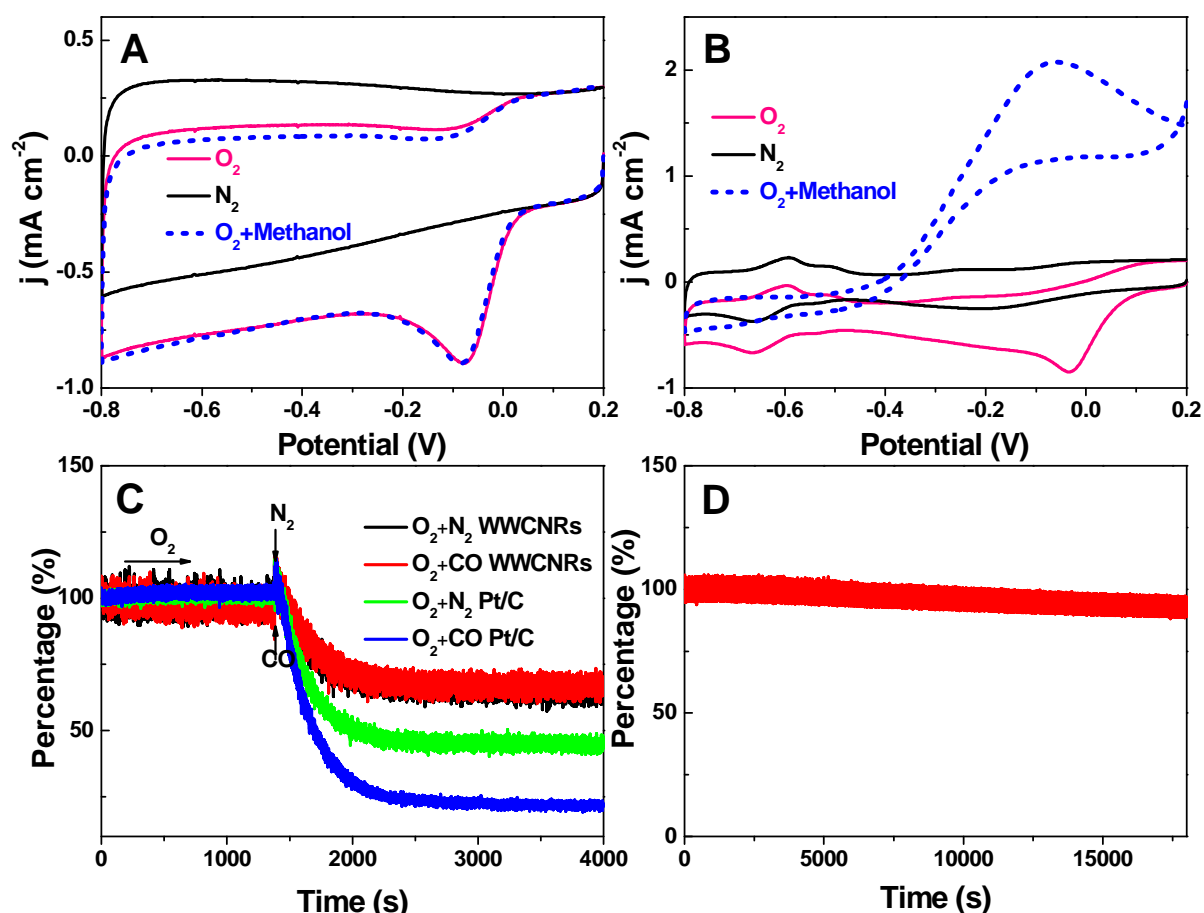 A
B
0.5
0.0
-0.5
-1.0
j (mA cm⁻²)
O₂
N₂
O₂+Methanol
-0.8 -0.6 -0.4 -0.2 0.0 0.2
Potential (V)
2
1
0
-1
j (mA cm⁻²)
O₂
N₂
O₂+Methanol
-0.8 -0.6 -0.4 -0.2 0.0 0.2
Potential (V)
C
150
100
50
Percentage (%)
O₂
N₂
CO
O₂+N₂ WWCNRs
O₂+CO WWCNRs
O₂+N₂ Pt/C
O₂+CO Pt/C
0 1000 2000 3000 4000
Time (s)
D
150
100
50
0
Percentage (%)
0 5000 10000 15000
Time (s)